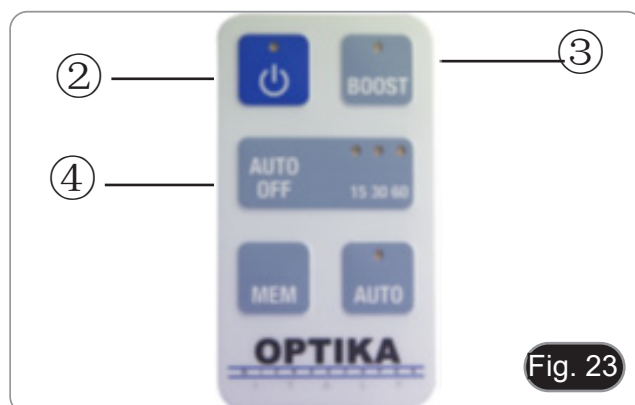 ②
③
BOOST
④
AUTO
OFF
15 30 60
MEM
AUTO
OPTIKA
Fig. 23